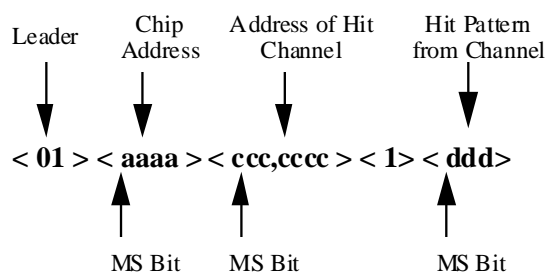 Leader
Chip Address
Address of Hit Channel
Hit Pattern from Channel
< 01 > < aaaa > < ccc,cccc > < 1 > < ddd >
MS Bit
MS Bit
MS Bit